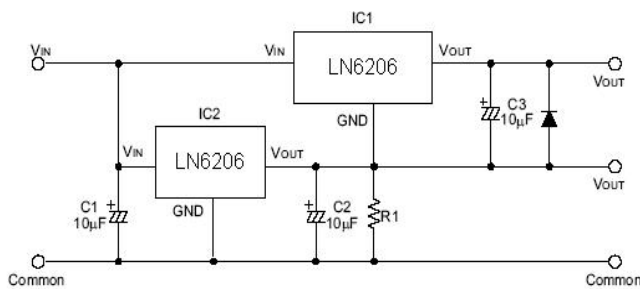 IC1
VIN
VIN
LN6206
VOUT
VOUT
GND
C3
10μF
IC2
VIN
LN6206
VOUT
VOUT
GND
C1
10μF
C2
10μF
R1
Common
Common